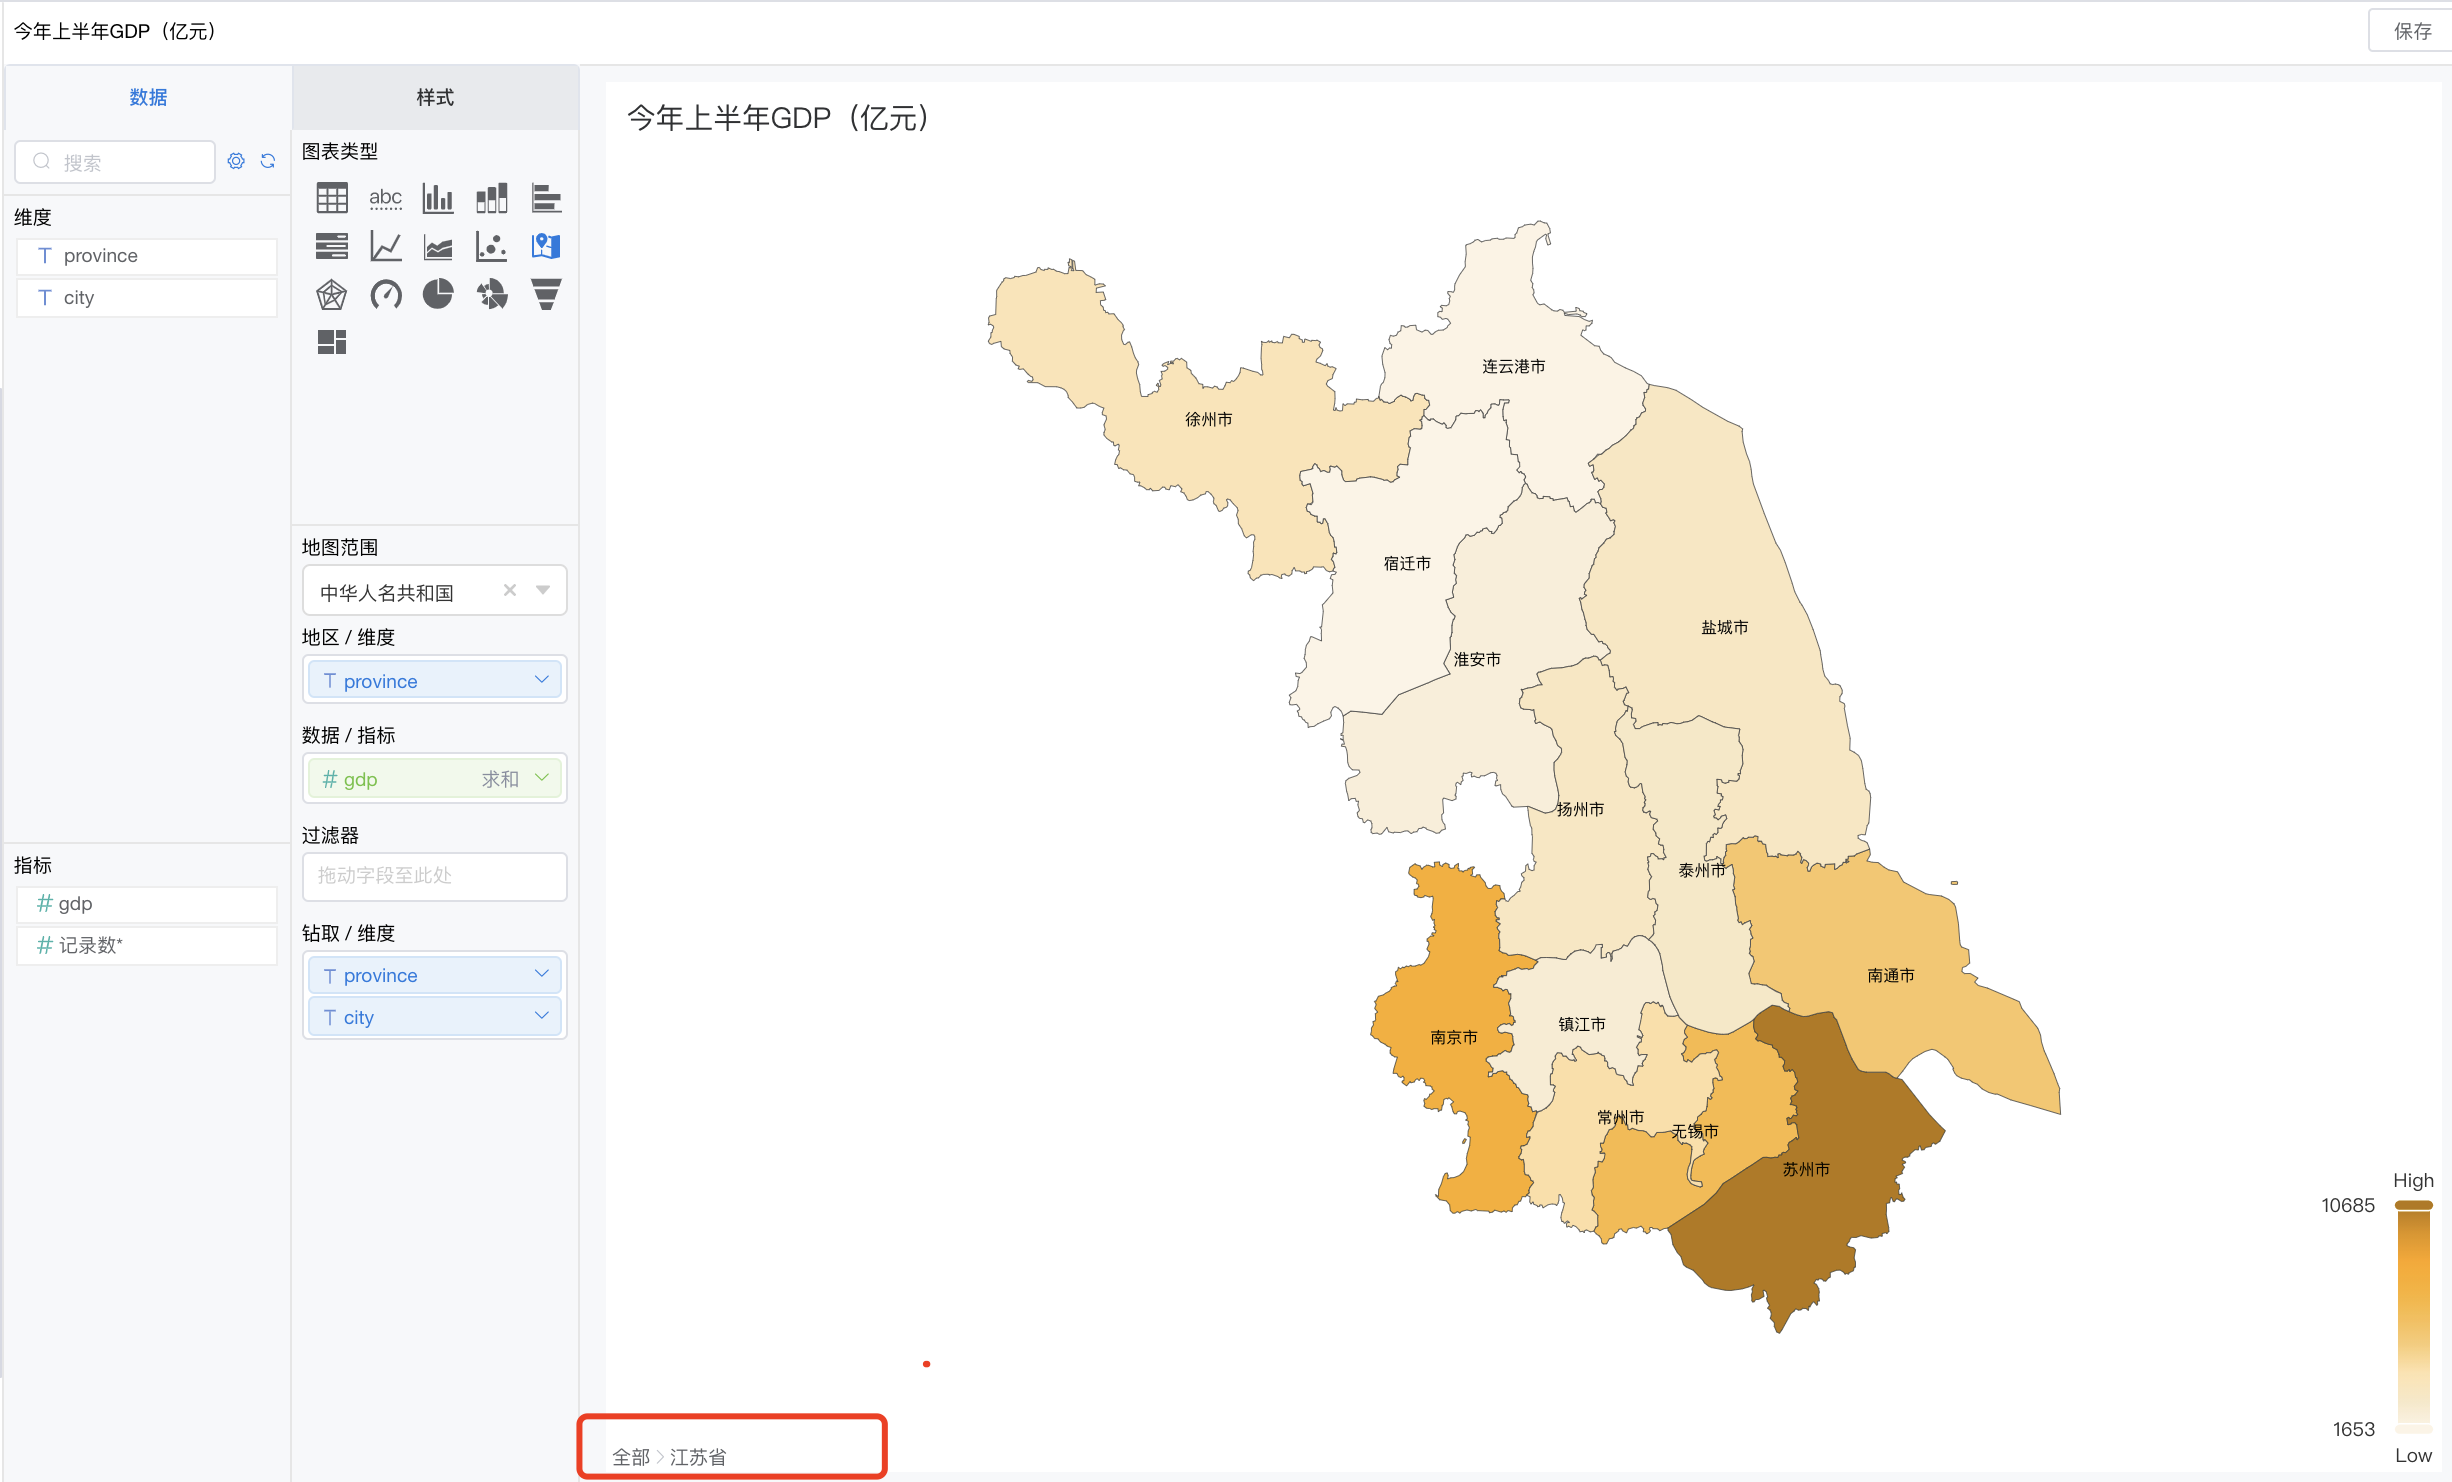 今年上半年GDP（亿元）
保存
数据
样式
搜索
维度
province
city
指标
gdp
记录数*
图表类型
abc
地图范围
中华人名共和国
地区 / 维度
province
数据 / 指标
gdp 求和
过滤器
拖动字段至此处
钻取 / 维度
province
city
今年上半年GDP（亿元）
连云港市
徐州市
宿迁市
盐城市
淮安市
扬州市
泰州市
南通市
镇江市
南京市
常州市
无锡市
苏州市
High
10685
1653
Low
全部 > 江苏省